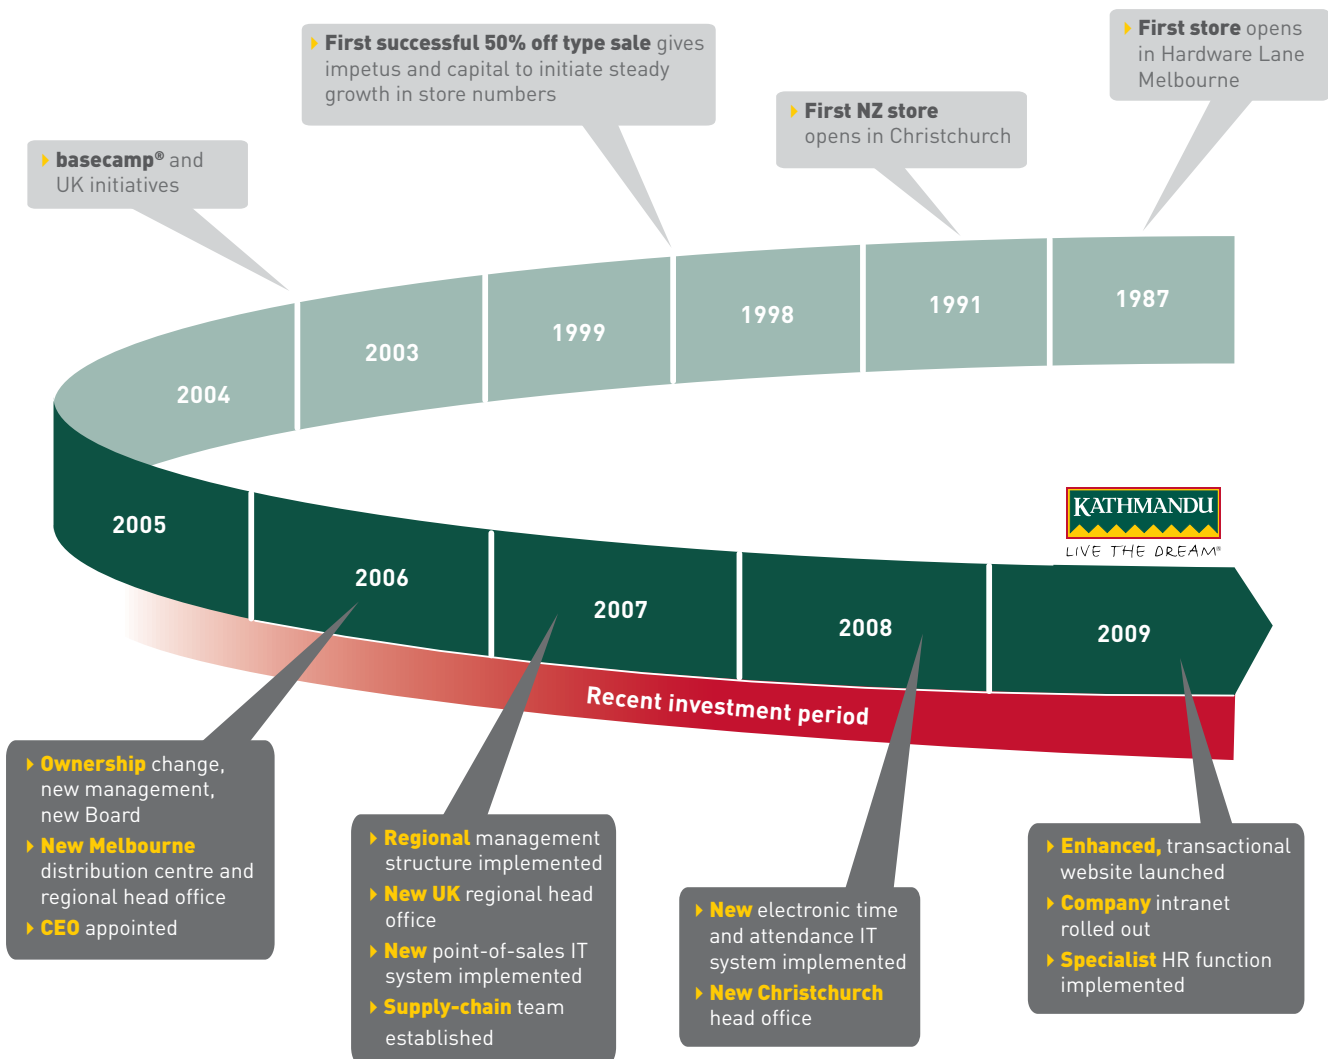 First successful 50% off type sale gives
impetus and capital to initiate steady
growth in store numbers
First store opens
in Hardware Lane
Melbourne
First NZ store
opens in Christchurch
basecamp® and
UK initiatives
1987
1991
1998
1999
2003
2004
KATHMANDU
LIVE THE DREAM®
2005
2006
2007
2008
2009
Recent investment period
Ownership change,
new management,
new Board
New Melbourne
distribution centre and
regional head office
CEO appointed
Regional management
structure implemented
New UK regional head
office
New point-of-sales IT
system implemented
Supply-chain team
established
New electronic time
and attendance IT
system implemented
New Christchurch
head office
Enhanced, transactional
website launched
Company intranet
rolled out
Specialist HR function
implemented